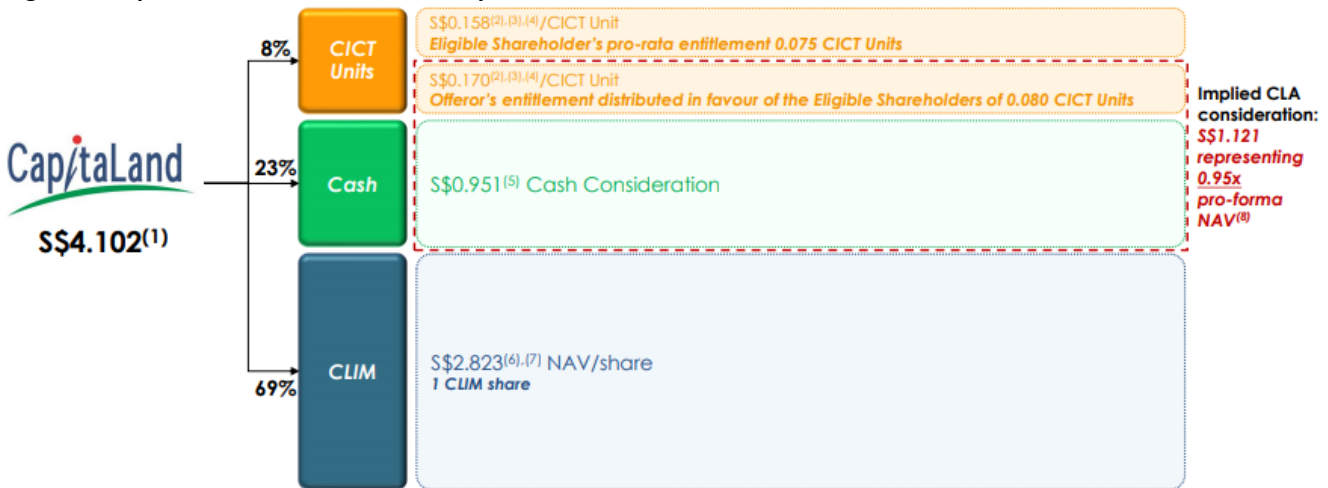 8%
CICT
Units
S$0.158(2),(3),(4)/CICT Unit
Eligible Shareholder's pro-rata entitlement 0.075 CICT Units
S$0.170(2),(3),(4)/CICT Unit
Offeror's entitlement distributed in favour of the Eligible Shareholders of 0.080 CICT Units
Implied CLA
consideration:
S$1.121
representing
0.95x
pro-forma
NAV(8)
CapitaLand
S$4.102(1)
23%
Cash
S$0.951(5) Cash Consideration
69%
CLIM
S$2.823(6),(7) NAV/share
1 CLIM share